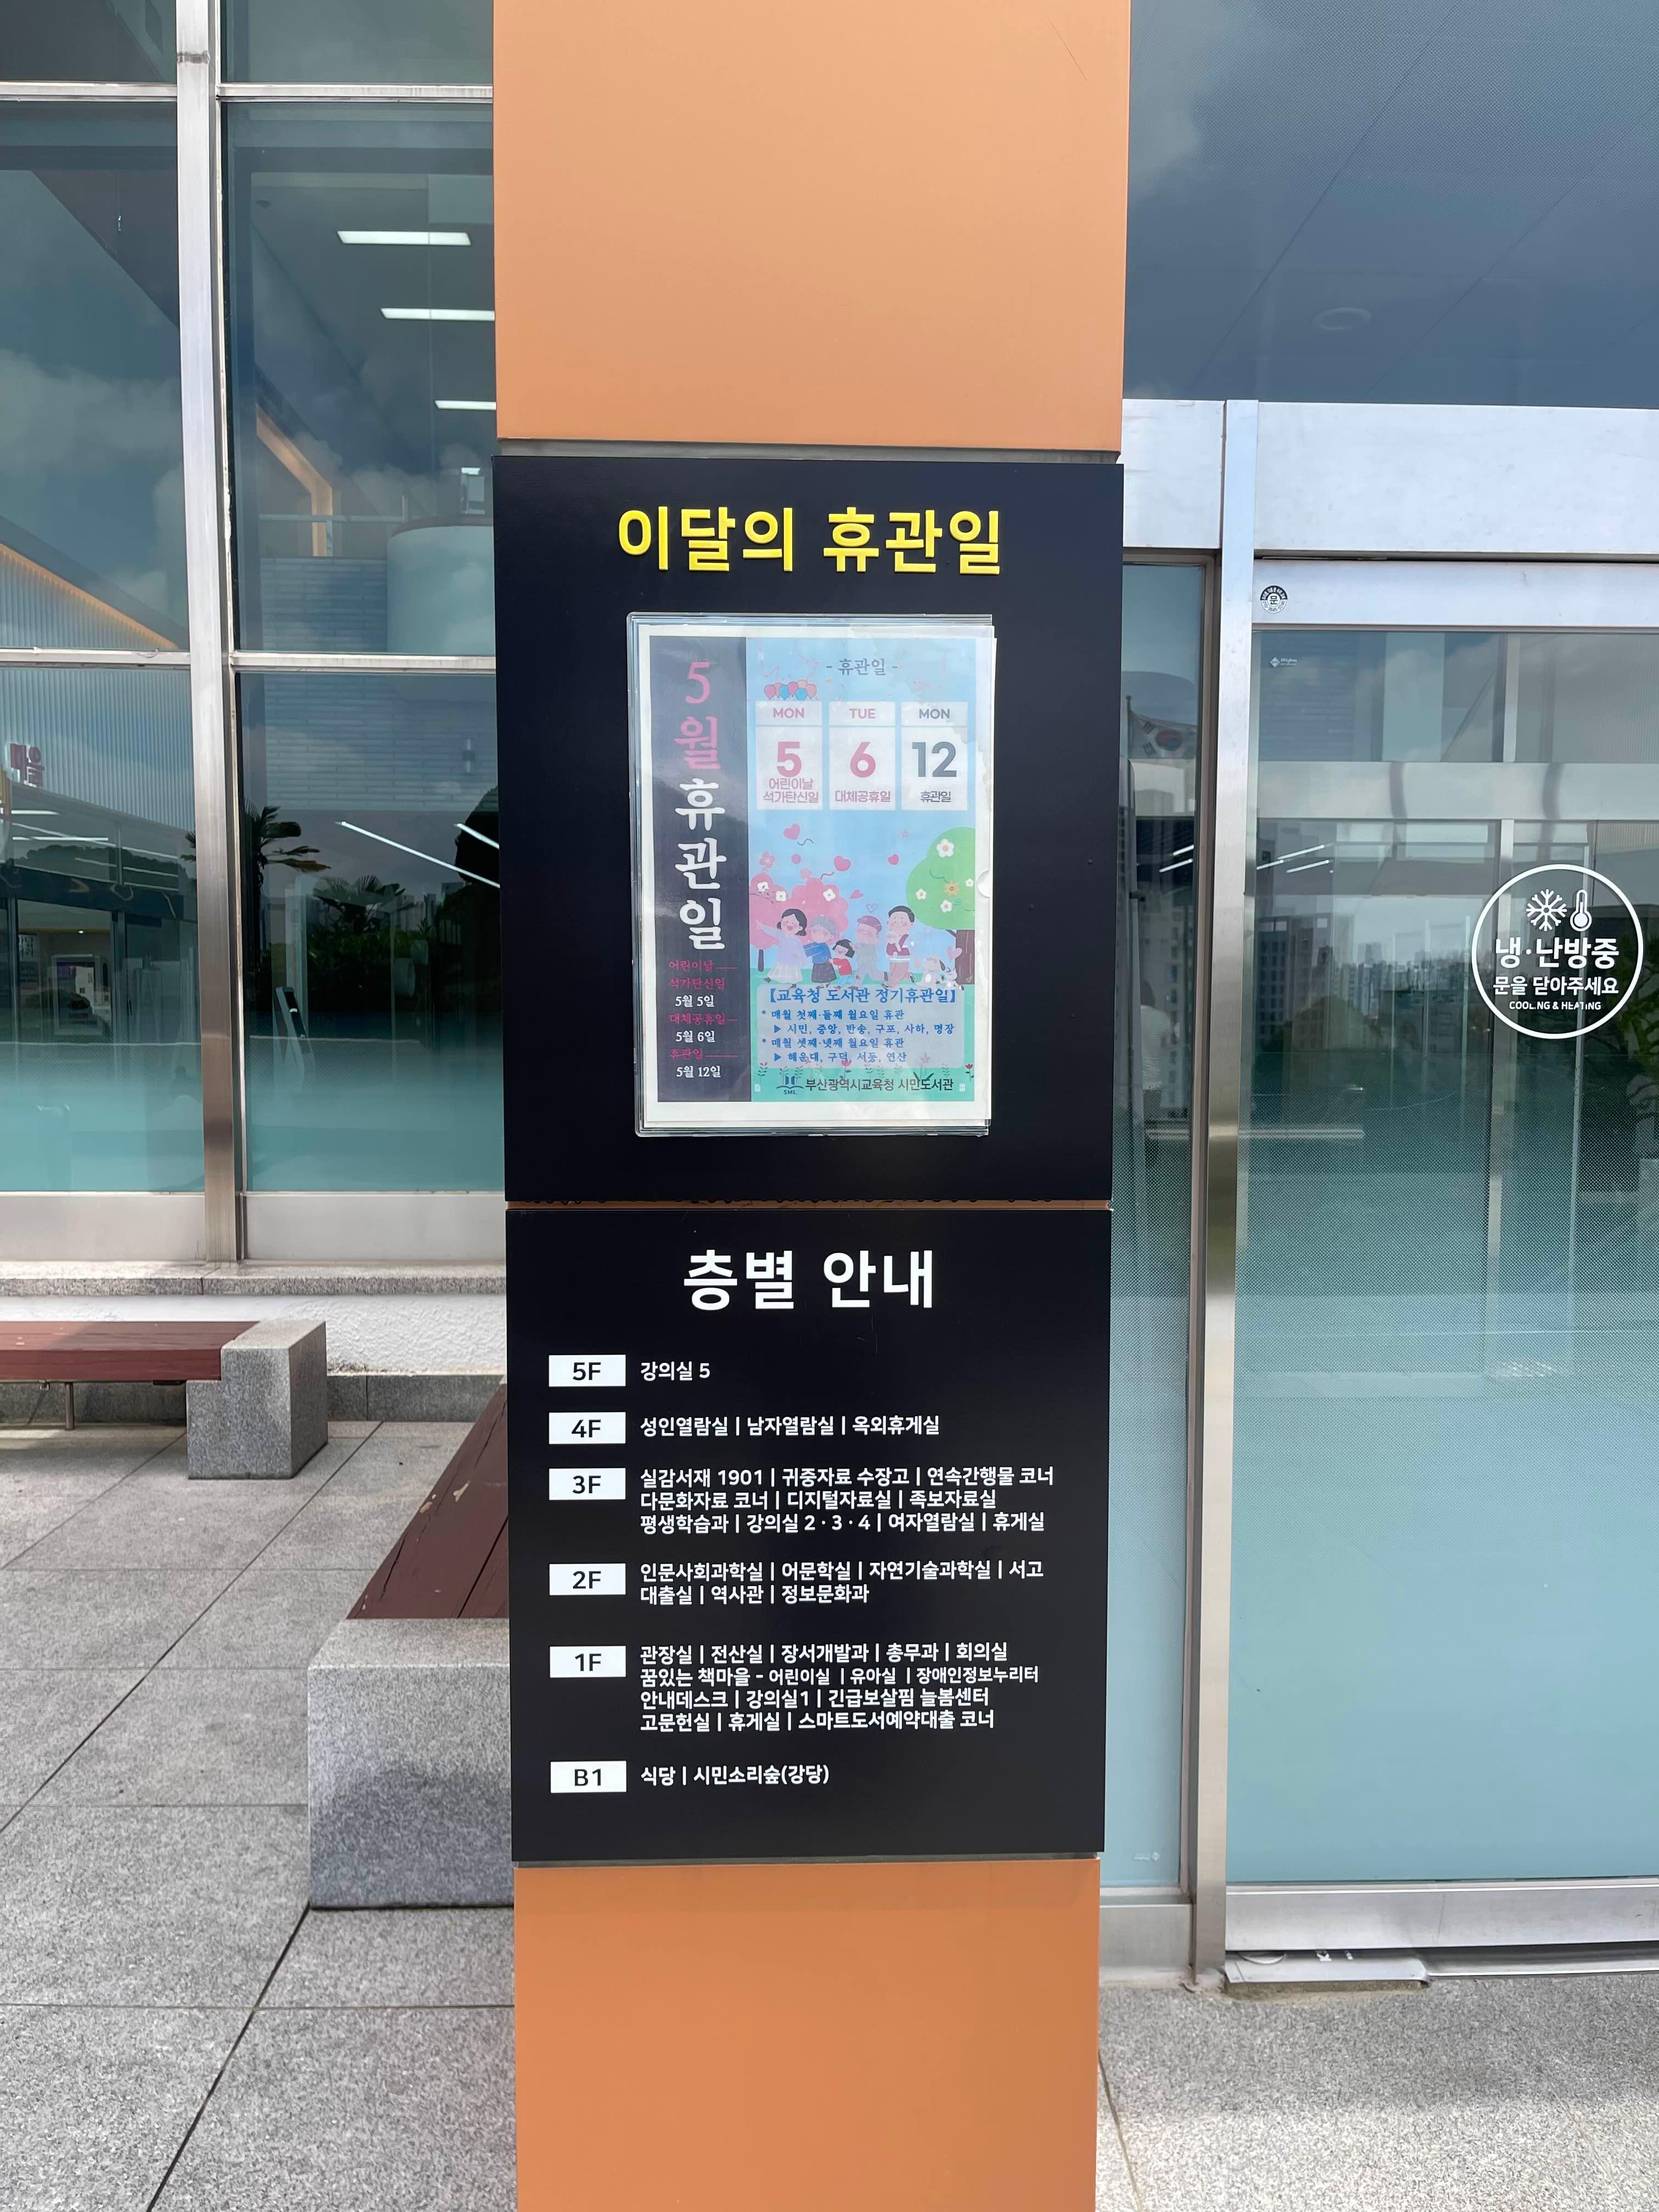 이달의 휴관일
5
월
휴
관
일
어린이날
석가탄신일
5월 5일
대체공휴일
5월 6일
휴관일
5월 12일
- 휴관일 -
MON
5
어린이날
석가탄신일
TUE
6
대체공휴일
MON
12
휴관일
[교육청 도서관 정기휴관일]
* 매월 첫째·둘째 월요일 휴관
▶ 시민, 중앙, 반송, 구포, 사하, 명장
* 매월 셋째·넷째 월요일 휴관
▶ 해운대, 구덕, 서동, 연산
부산광역시교육청 시민도서관
층별 안내
5F 강의실 5
4F 성인열람실 | 남자열람실 | 옥외휴게실
3F 실감서재 1901 | 귀중자료 수장고 | 연속간행물 코너
다문화자료 코너 | 디지털자료실 | 족보자료실
평생학습과 | 강의실 2 · 3 · 4 | 여자열람실 | 휴게실
2F 인문사회과학실 | 어문학실 | 자연기술과학실 | 서고
대출실 | 역사관 | 정보문화과
1F 관장실 | 전산실 | 장서개발과 | 총무과 | 회의실
꿈있는 책마을 - 어린이실 | 유아실 | 장애인정보누리터
안내데스크 | 강의실1 | 긴급보살핌 늘봄센터
고문헌실 | 휴게실 | 스마트도서예약대출 코너
B1 식당 | 시민소리숲(강당)
냉·난방중
문을 닫아주세요
COOLING & HEATING